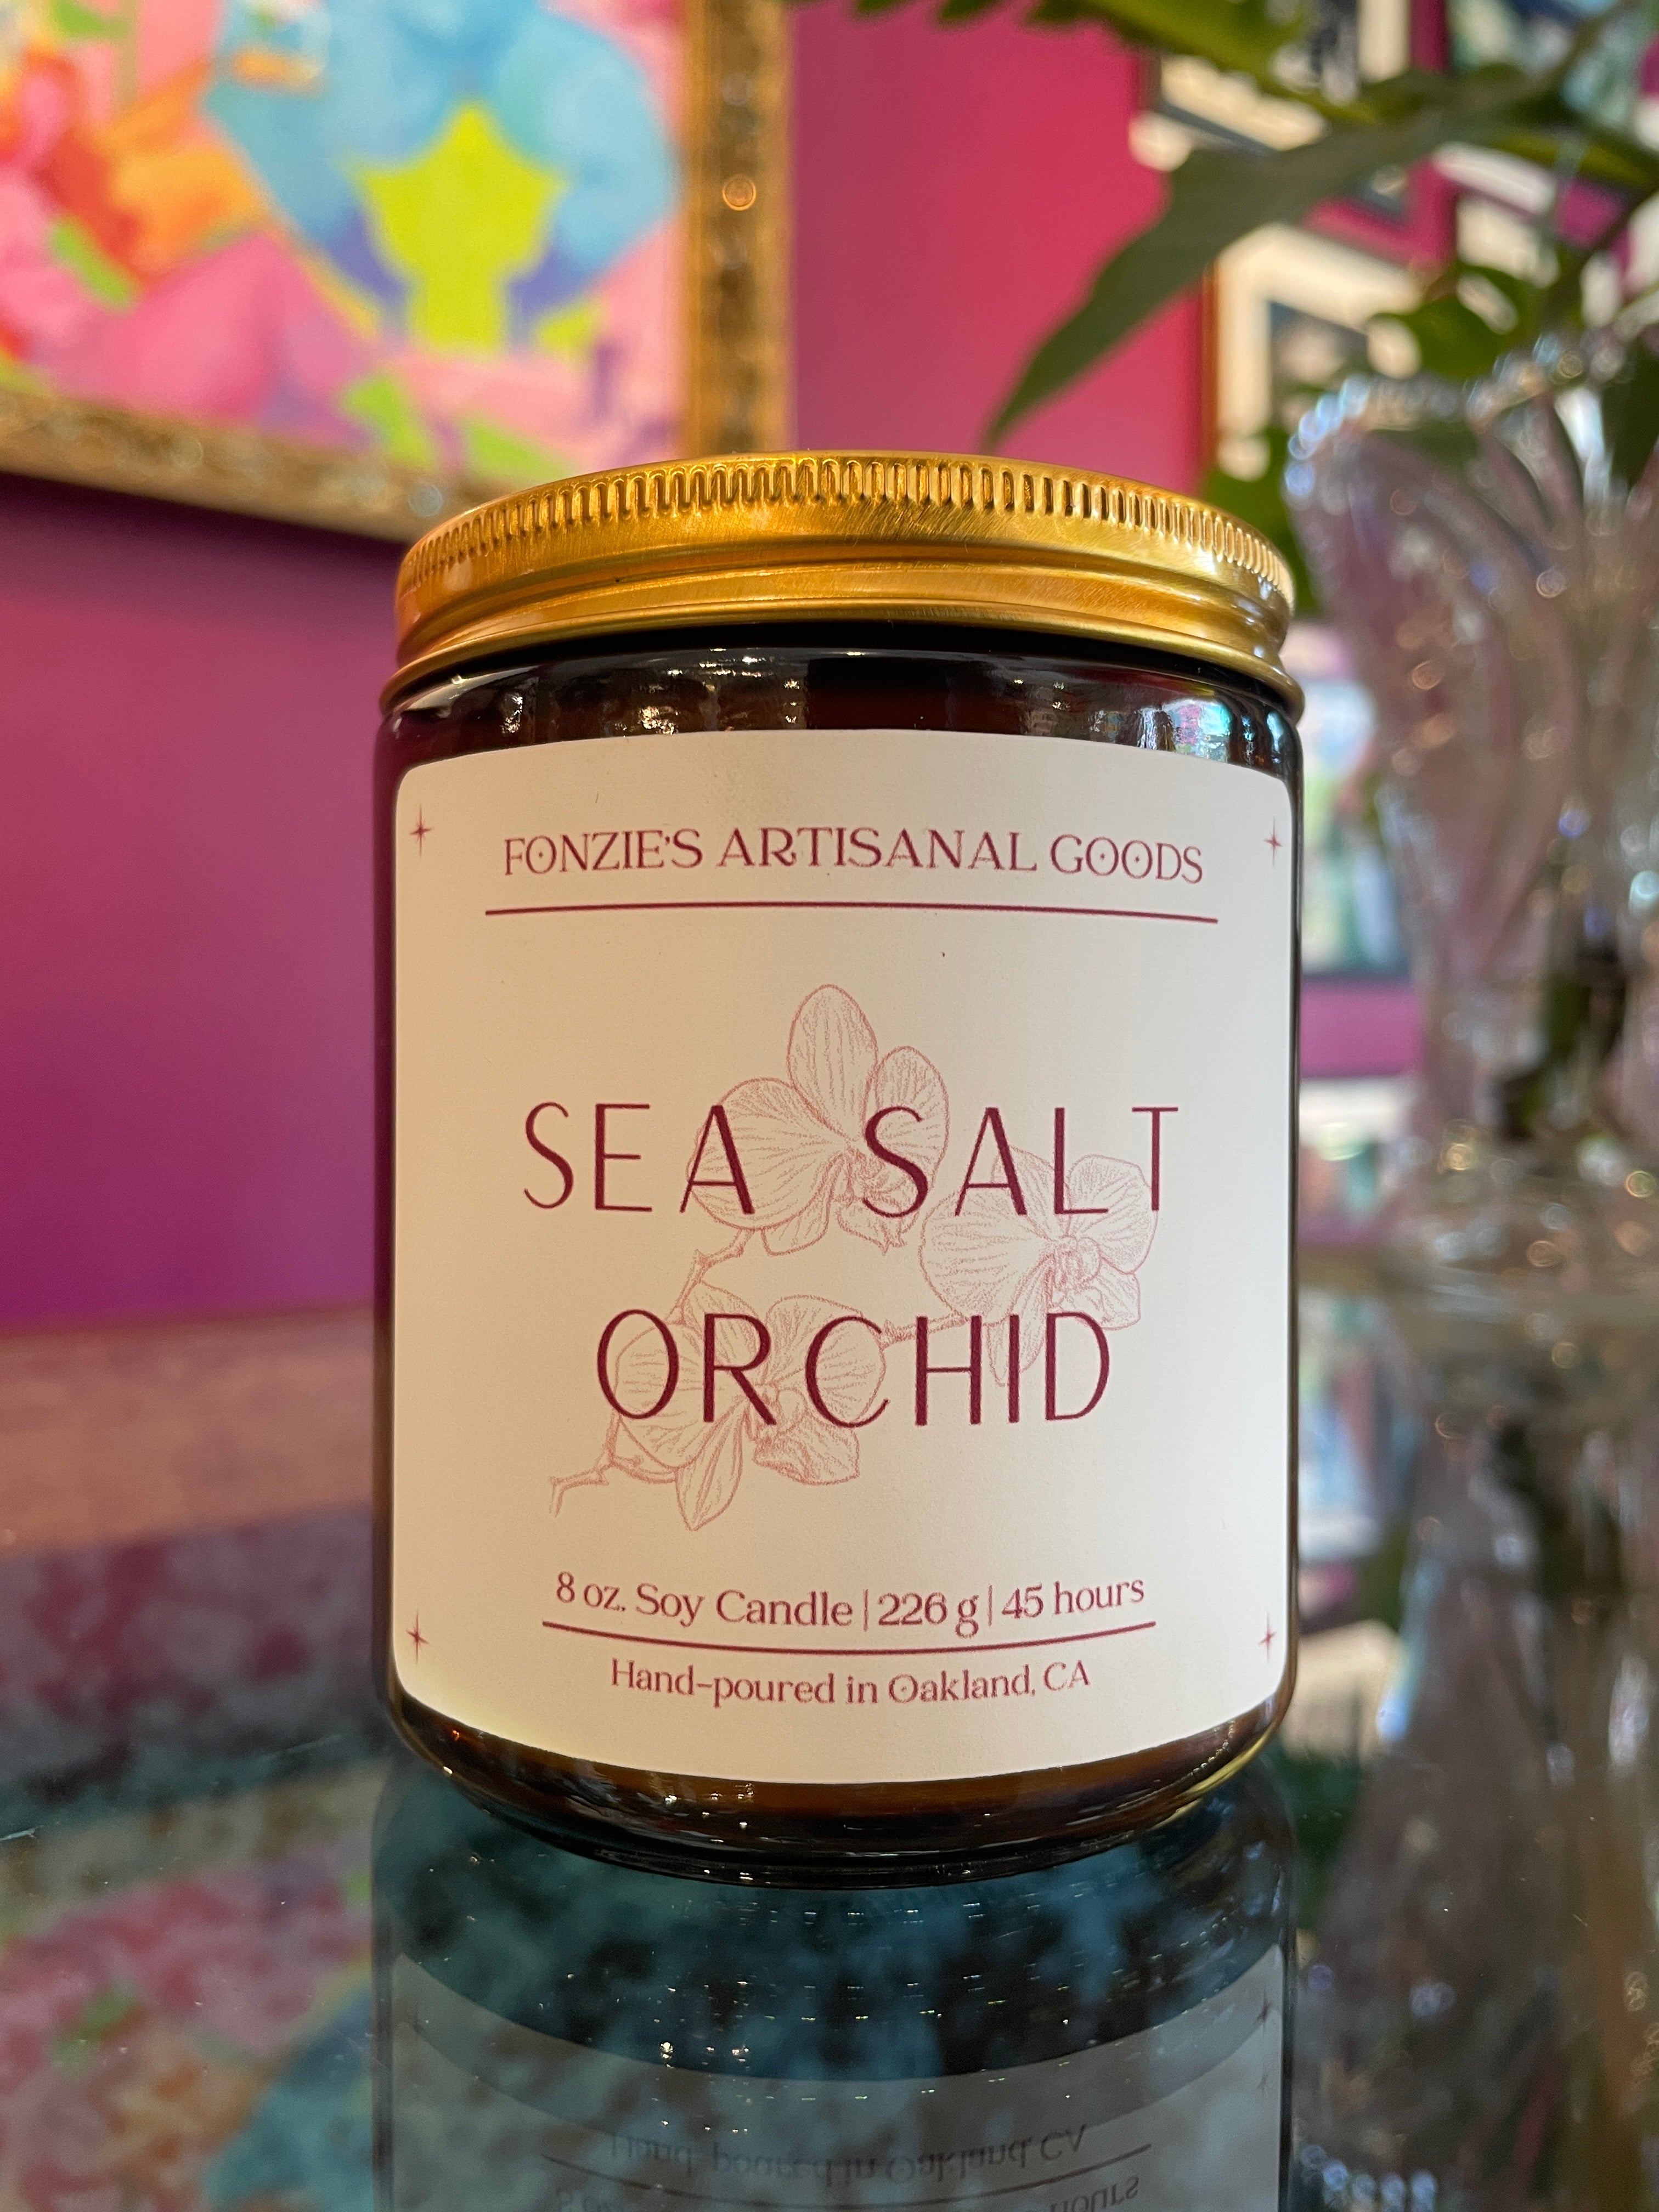 FONZIE'S ARTISANAL GOODS
SEA SALT
ORCHID
8 oz. Soy Candle | 226 g | 45 hours
Hand-poured in Oakland, CA